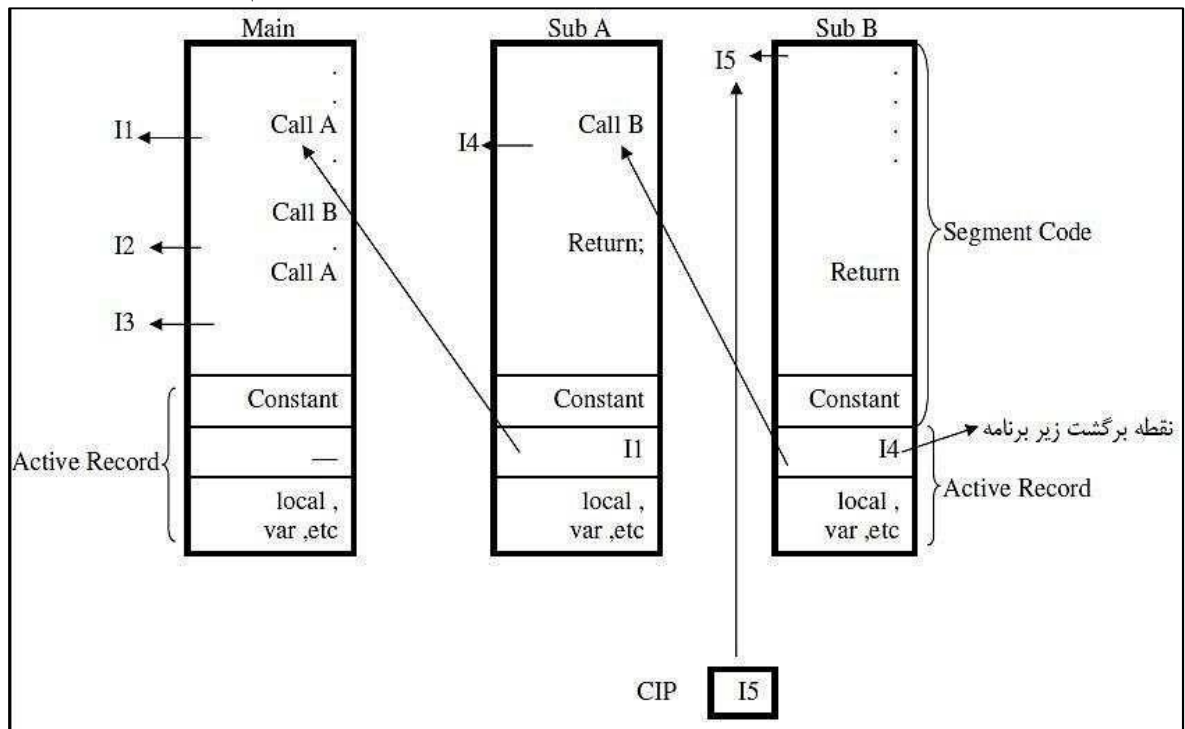 Main
Sub A
Sub B
I1
Call A
Call B
I2
Call A
I3
Constant
—
local ,
var ,etc
Active Record
I4
Call B
Return;
Constant
I1
local ,
var ,etc
I5
Return
Constant
I4
local ,
var ,etc
Segment Code
نقطه برگشت زیر برنامه
Active Record
CIP
I5